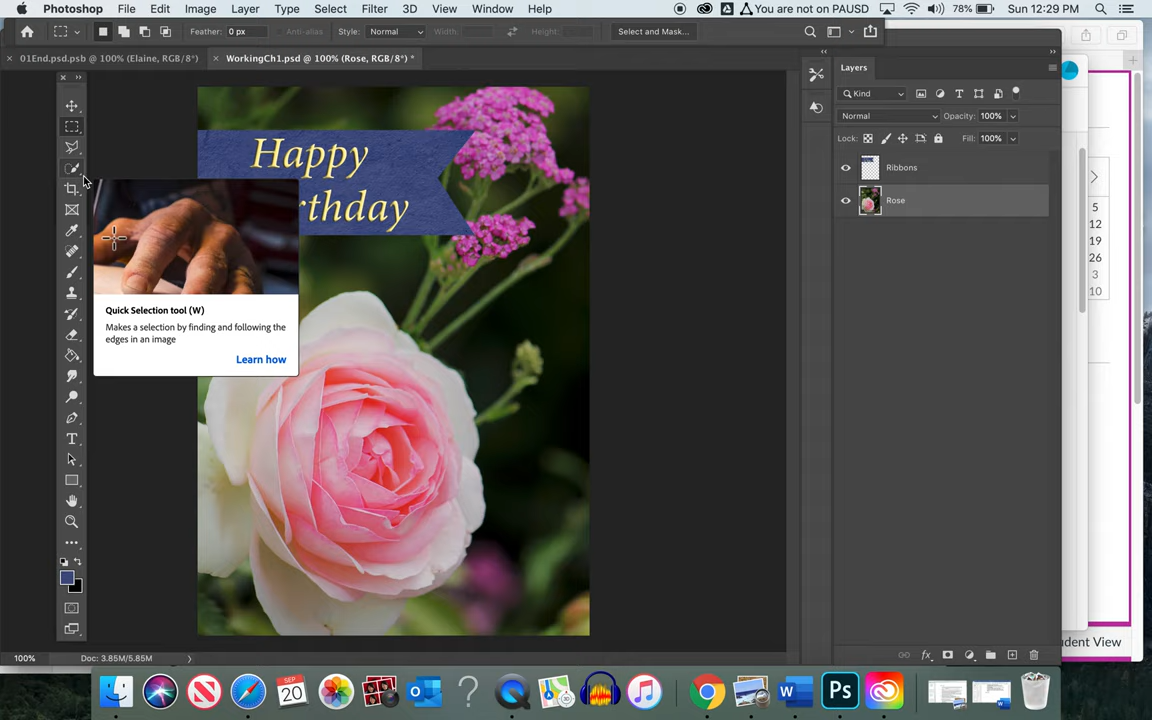 Photoshop File Edit Image Layer Type Select Filter 3D View Window Help You are not on PAUSD 78% Sun 12:29 PM
Feather: 0 px Anti-alias Style: Normal Width: Height: Select and Mask...
01End.psd.psb @ 100% (Elaine, RGB/8*) WorkingCh1.psd @ 100% (Rose, RGB/8*) *
Layers
Kind
Normal Opacity: 100%
Lock: Fill: 100%
Happy
rthday
Ribbons
Rose
5
12
19
26
3
10
Quick Selection tool (W)
Makes a selection by finding and following the
edges in an image
Learn how
T
udent View
100% Doc: 3.85M/5.85M
SEP
20
Ps
W